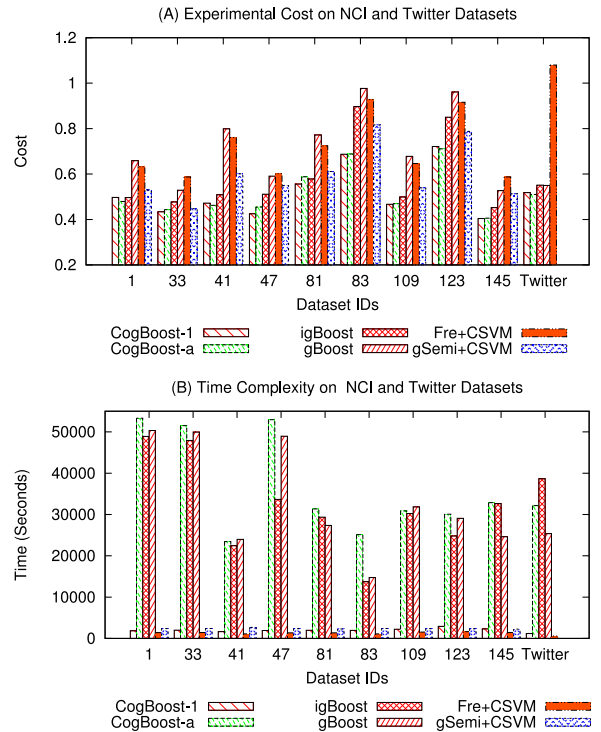 (A) Experimental Cost on NCI and Twitter Datasets
1.2
1
0.8
0.6
0.4
0.2
Cost
1 33 41 47 81 83 109 123 145 Twitter
Dataset IDs
CogBoost-1 igBoost Fre+CSVM
CogBoost-a gBoost gSemi+CSVM
(B) Time Complexity on NCI and Twitter Datasets
50000
40000
30000
20000
10000
0
Time (Seconds)
1 33 41 47 81 83 109 123 145 Twitter
Dataset IDs
CogBoost-1 igBoost Fre+CSVM
CogBoost-a gBoost gSemi+CSVM